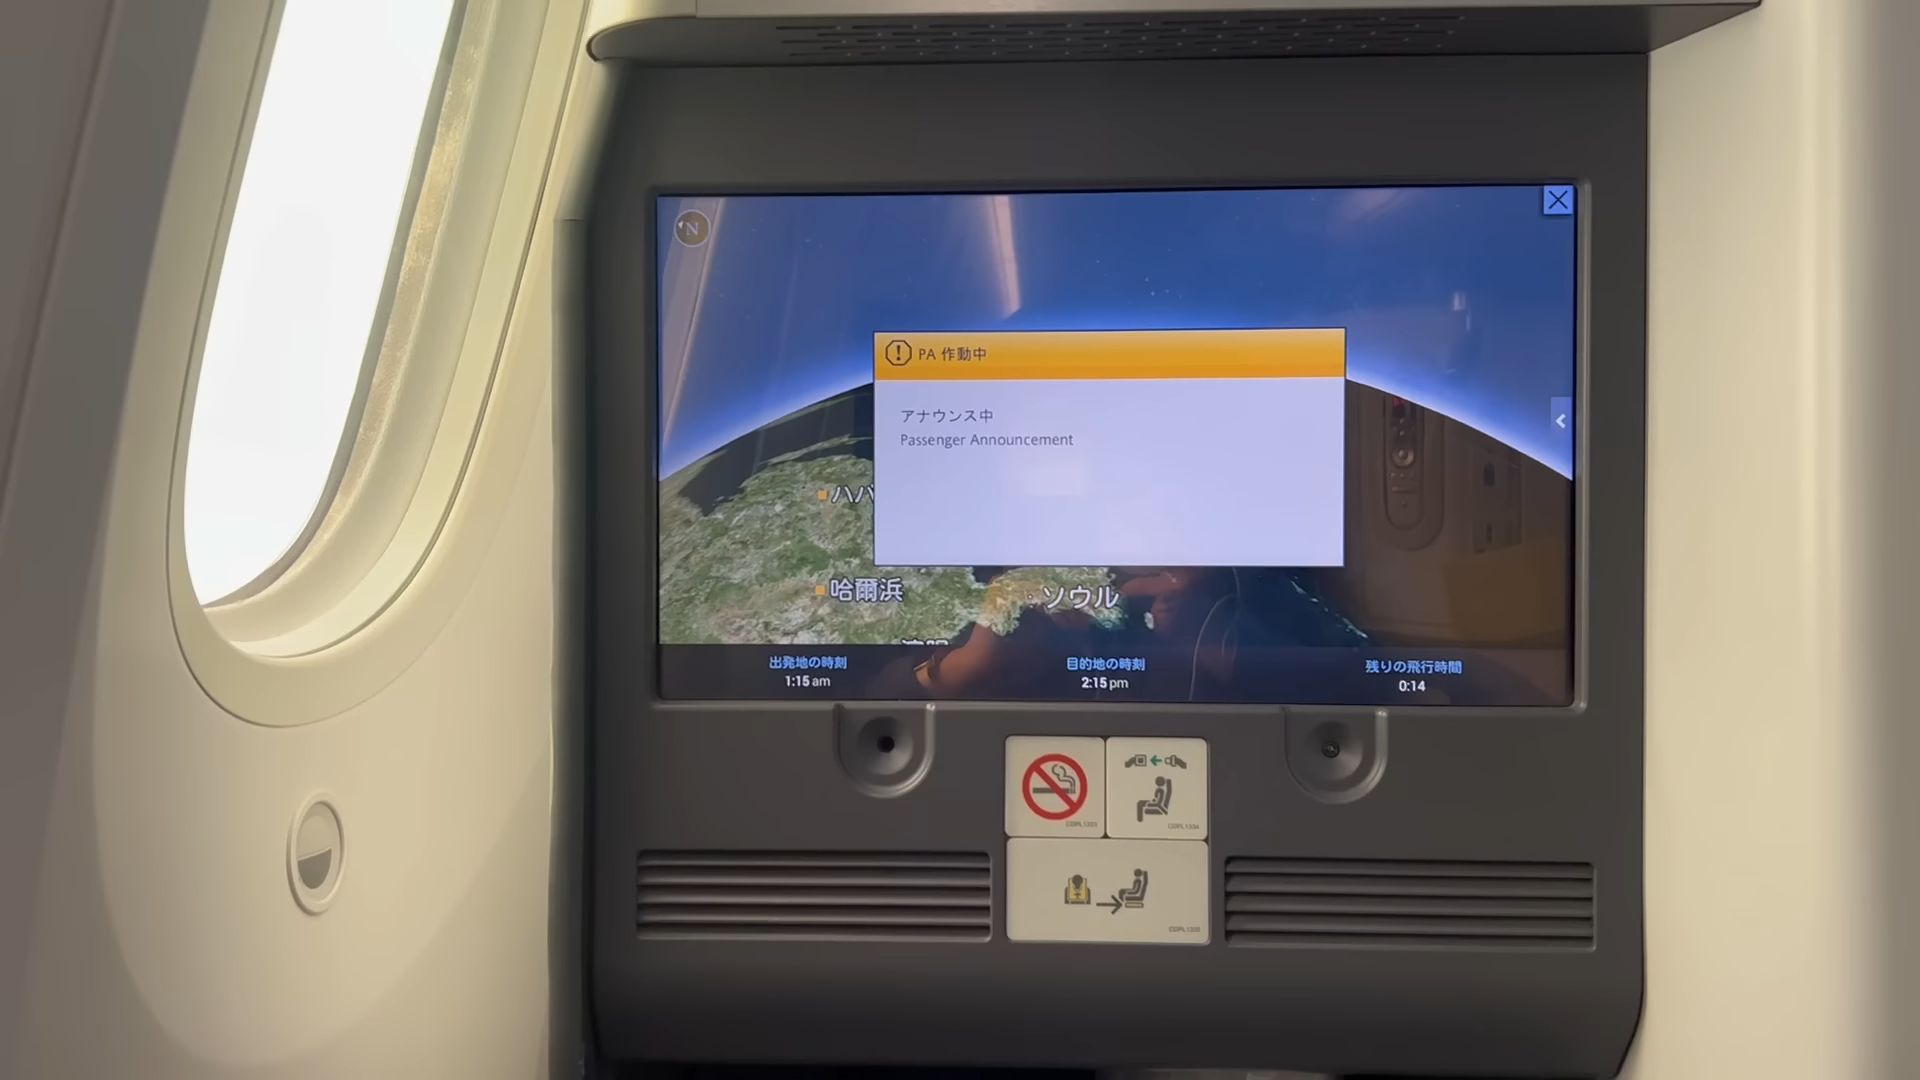 N
PA 作動中
アナウンス中
Passenger Announcement
ハバ
哈爾浜
ソウル
出発地の時刻
1:15 am
目的地の時刻
2:15 pm
残りの飛行時間
0:14